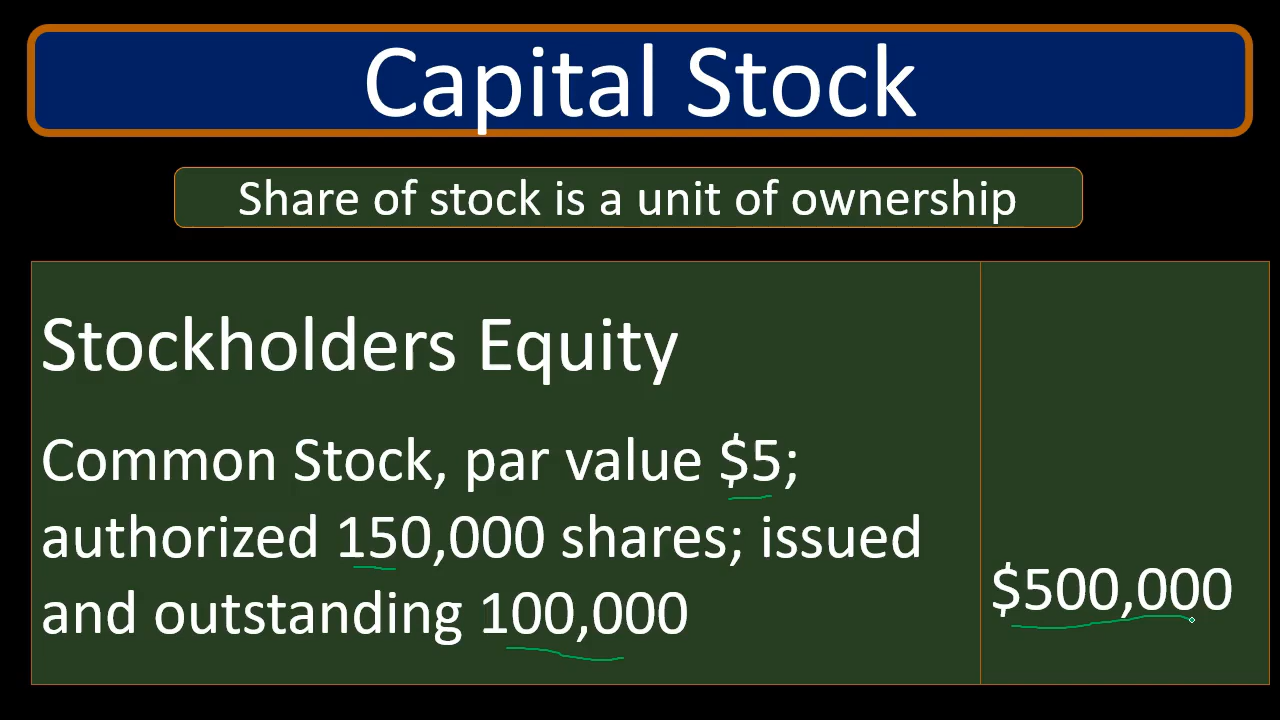 Capital Stock
Share of stock is a unit of ownership
Stockholders Equity
Common Stock, par value $5;
authorized 150,000 shares; issued
and outstanding 100,000
$500,000